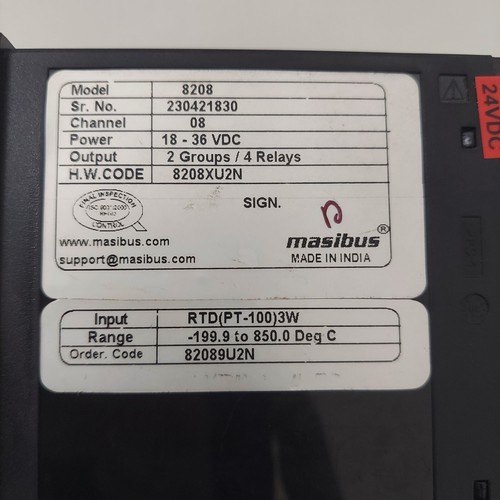 Model 8208
Sr. No. 230421830
Channel 08
Power 18 - 36 VDC
Output 2 Groups / 4 Relays
H.W.CODE 8208XU2N
FINAL INSPECTION
CONTROL
SIGN.
www.masibus.com
support@masibus.com
masibus®
MADE IN INDIA
Input RTD(PT-100)3W
Range -199.9 to 850.0 Deg C
Order. Code 82089U2N
24VDC